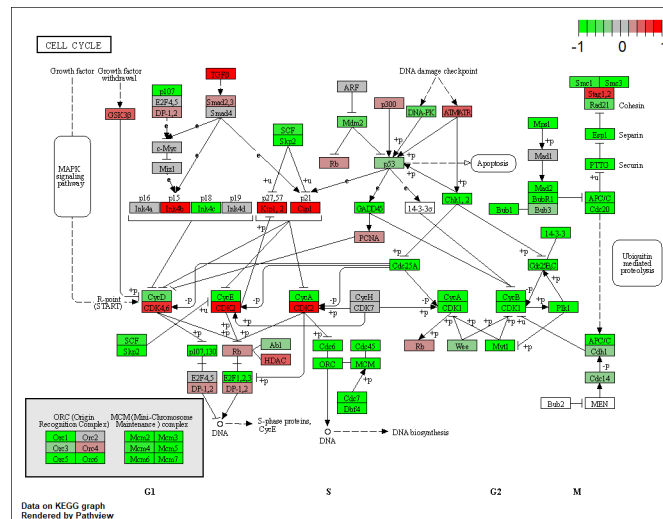 CELL CYCLE
-1 0 1
Growth factor
Growth factor
withdrawal
GSK3β
p107
E2F4,5
DP-1,2
TGFβ
Smad2,3
Smad4
c-Myc
Miz1
ARF
Mdm2
SCF
Skp2
p300
Rb
p53
DNA damage checkpoint
DNA-PK
ATM/ATR
Apoptosis
Mps1
Mad1
Mad2
BubR1
Bub1
Bub3
Smc1
Smc3
Stag1,2
Rad21
Cohesin
Esp1
Separin
PTTG
Securin
APC/C
Cdc20
MAPK
signaling
pathway
p16
p15
p18
p19
Ink4a
Ink4b
Ink4c
Ink4d
p27,57
Kip1,2
p21
Cip1
GADD45
14-3-3σ
Chk1,2
PCNA
Cdc25A
14-3-3
Cdc25B,C
Ubiquitin
mediated
proteolysis
R-point
(START)
CycD
CDK4,6
CycE
CDK2
CycA
CDK2
CycH
CDK7
CycA
CDK1
CycB
CDK1
Plk1
SCF
Skp2
p107,130
E2F4,5
DP-1,2
Rb
Abl
HDAC
E2F1,2,3
DP-1,2
Cdc6
Cdc45
ORC
MCM
Cdc7
Dbf4
Rb
Wee
Myt1
APC/C
Cdh1
Cdc14
Bub2
MEN
DNA
S-phase proteins,
CycE
DNA
DNA biosynthesis
ORC (Origin
Recognition Complex)
MCM (Mini-Chromosome
Maintenance) complex
Orc1 Orc2
Orc3 Orc4
Orc5 Orc6
Mcm2 Mcm3
Mcm4 Mcm5
Mcm6 Mcm7
G1 S G2 M
Data on KEGG graph
Rendered by Pathview